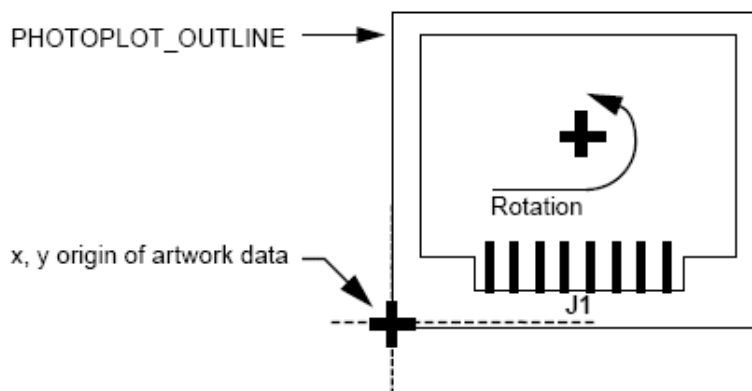 PHOTOPLOT_OUTLINE
Rotation
x, y origin of artwork data
J1